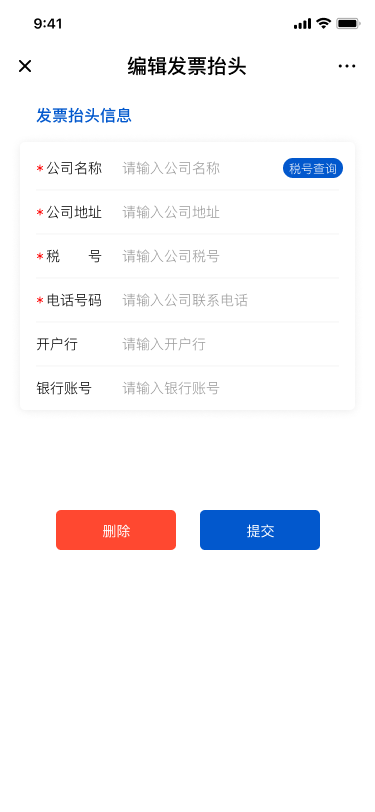 9:41
编辑发票抬头
发票抬头信息
*公司名称 请输入公司名称 税号查询
*公司地址 请输入公司地址
*税 号 请输入公司税号
*电话号码 请输入公司联系电话
开户行 请输入开户行
银行账号 请输入银行账号
删除 提交